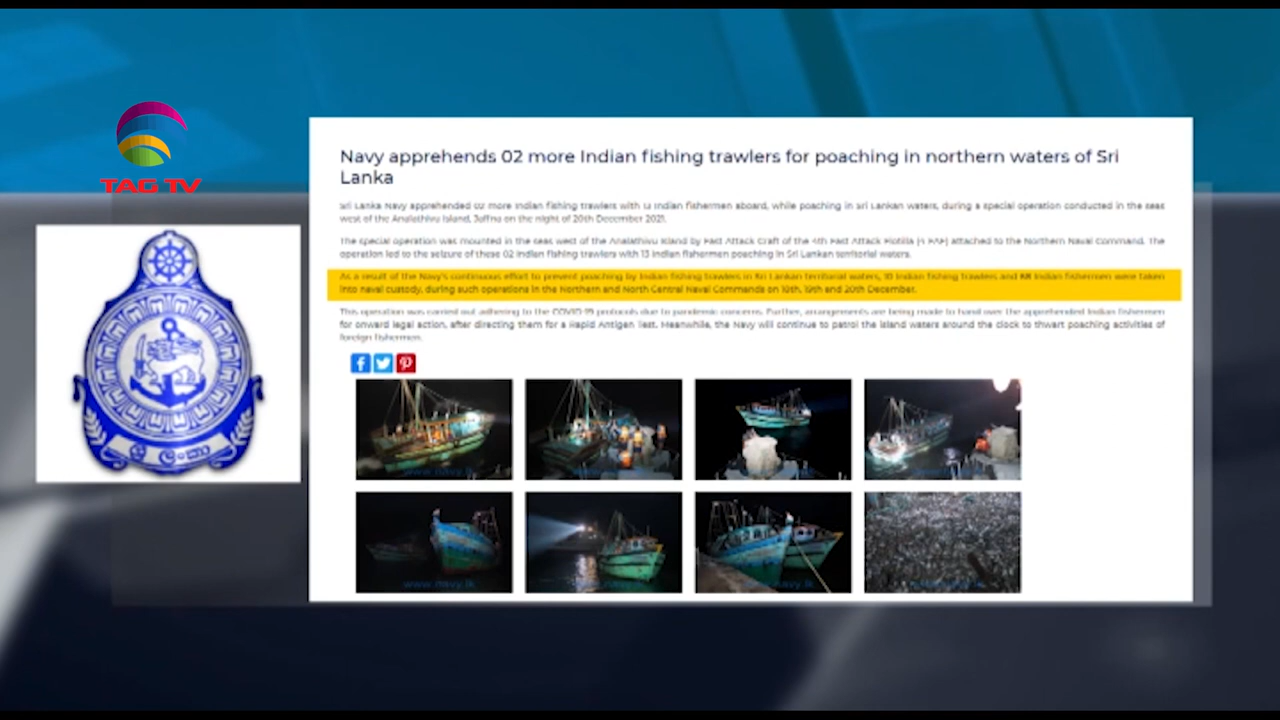 TAG TV
Navy apprehends 02 more Indian fishing trawlers for poaching in northern waters of Sri
Lanka
Sri Lanka Navy apprehended 02 more Indian fishing trawlers with 13 Indian fishermen aboard, while poaching in Sri Lankan waters, during a special operation conducted in the seas
west of the Analathivu Island, Jaffna on the night of 20th December 2021.
The special operation was mounted in the seas west of the Analathivu Island by Fast Attack Craft of the 4th Fast Attack Flotilla (4 FAF) attached to the Northern Naval Command. The
operation led to the seizure of these 02 Indian fishing trawlers with 13 Indian fishermen poaching in Sri Lankan territorial waters.
As a result of the Navy's continuous effort to prevent poaching by Indian fishing trawlers in Sri Lankan territorial waters, 10 Indian fishing trawlers and 68 Indian fishermen were taken
into naval custody, during such operations in the Northern and North Central Naval Commands on 18th, 19th and 20th December.
This operation was carried out adhering to the COVID-19 protocols due to pandemic concerns. Further, arrangements are being made to hand over the apprehended Indian fishermen
for onward legal action, after directing them for a Rapid Antigen Test. Meanwhile, the Navy will continue to patrol the island waters around the clock to thwart poaching activities of
foreign fishermen.
ශ්‍රී ලංකා
www.navy.lk